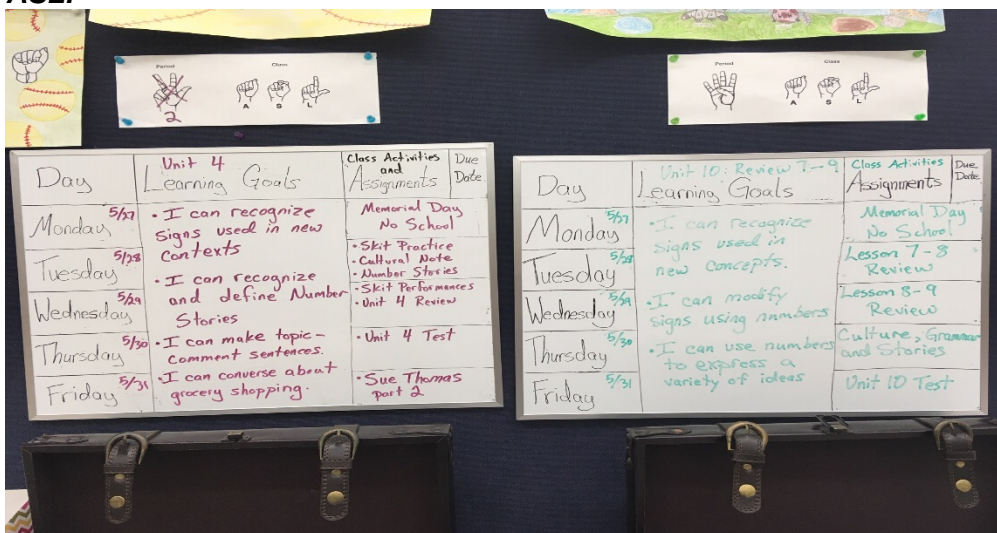 Period
Class
2
A S L
Period
Class
A S L
Unit 4
Day
Learning Goals
Class Activities
and
Assignments
Due
Date
Monday 5/27
Tuesday 5/28
Wednesday 5/29
Thursday 5/30
Friday 5/31
• I can recognize
signs used in new
contexts
• I can recognize
and define Number
Stories
• I can make topic-
comment sentences.
• I can converse about
grocery shopping.
Memorial Day
No School
• Skit Practice
• Cultural Note
• Number Stories
• Skit Performances
• Unit 4 Review
• Unit 4 Test
• Sue Thomas
part 2
Unit 10: Review 7-9
Day
Learning Goals
Class Activities
Assignments
Due
Date
Monday 5/27
Tuesday 5/28
Wednesday 5/29
Thursday 5/30
Friday 5/31
• I can recognize
signs used in
new concepts.
• I can modify
signs using numbers
• I can use numbers
to express a
variety of ideas
Memorial Day
No School
Lesson 7-8
Review
Lesson 8-9
Review
Culture, Grammar
and Stories
Unit 10 Test